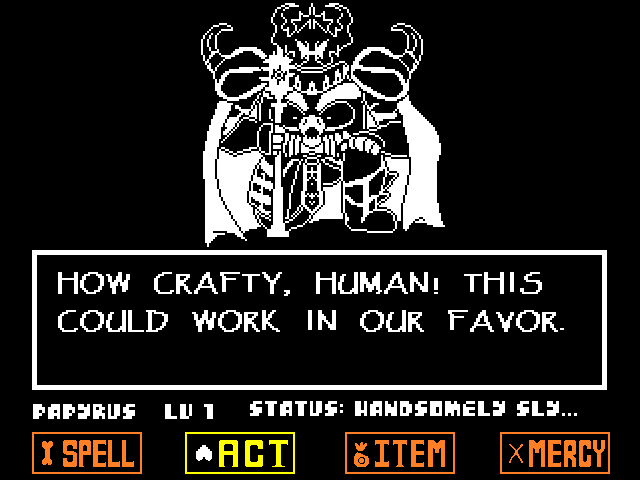 HOW CRAFTY, HUMAN! THIS
COULD WORK IN OUR FAVOR.
PAPYRUS LV 1 STATUS: HANDSOMELY SLY...
SPELL ACT ITEM MERCY